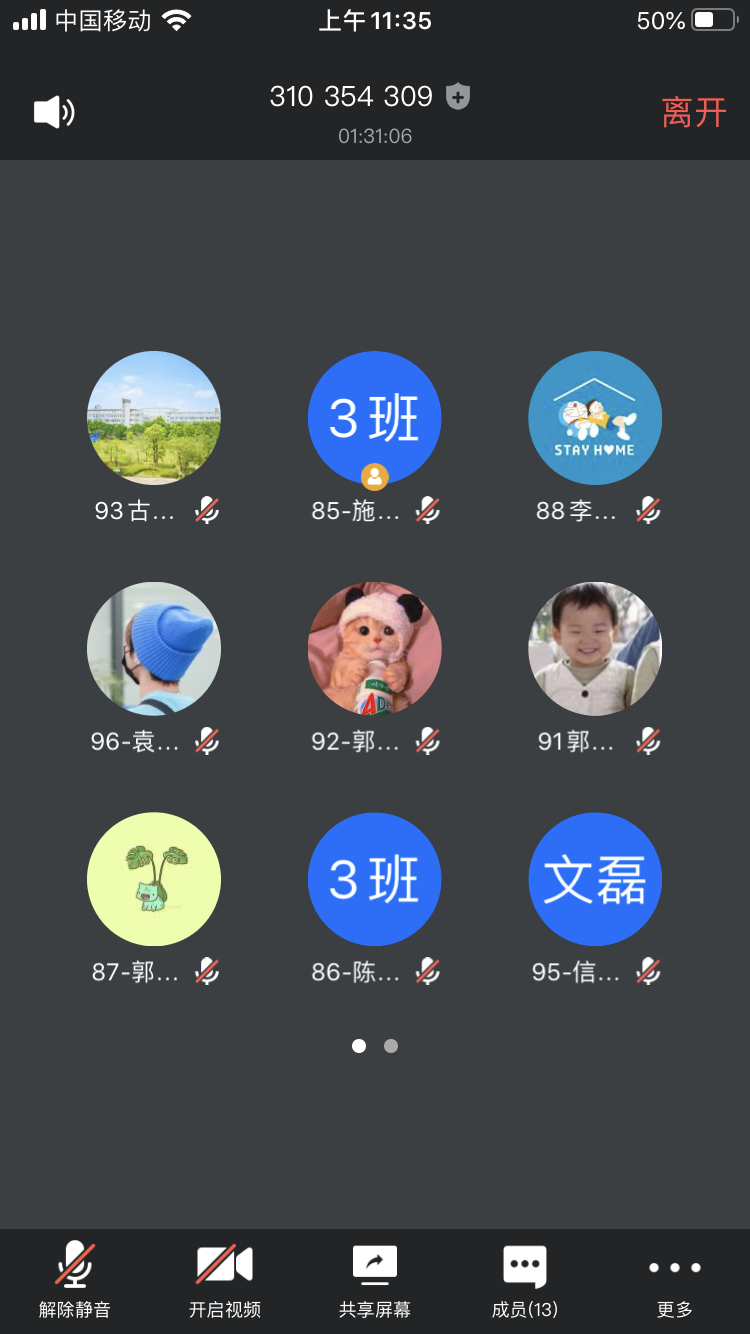 中国移动 上午11:35 50%
310 354 309
01:31:06
离开
3班
STAY H♥ME
93古... 85-施... 88李...
96-袁... 92-郭... 91郭...
3班 文磊
87-郭... 86-陈... 95-信...
解除静音 开启视频 共享屏幕 成员(13) 更多